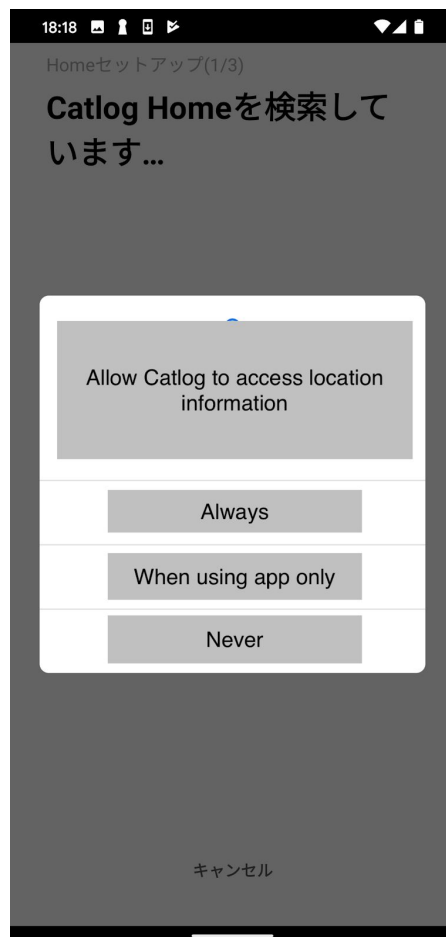 18:18
Homeセットアップ(1/3)
Catlog Homeを検索して
います...
Allow Catlog to access location
information
Always
When using app only
Never
キャンセル